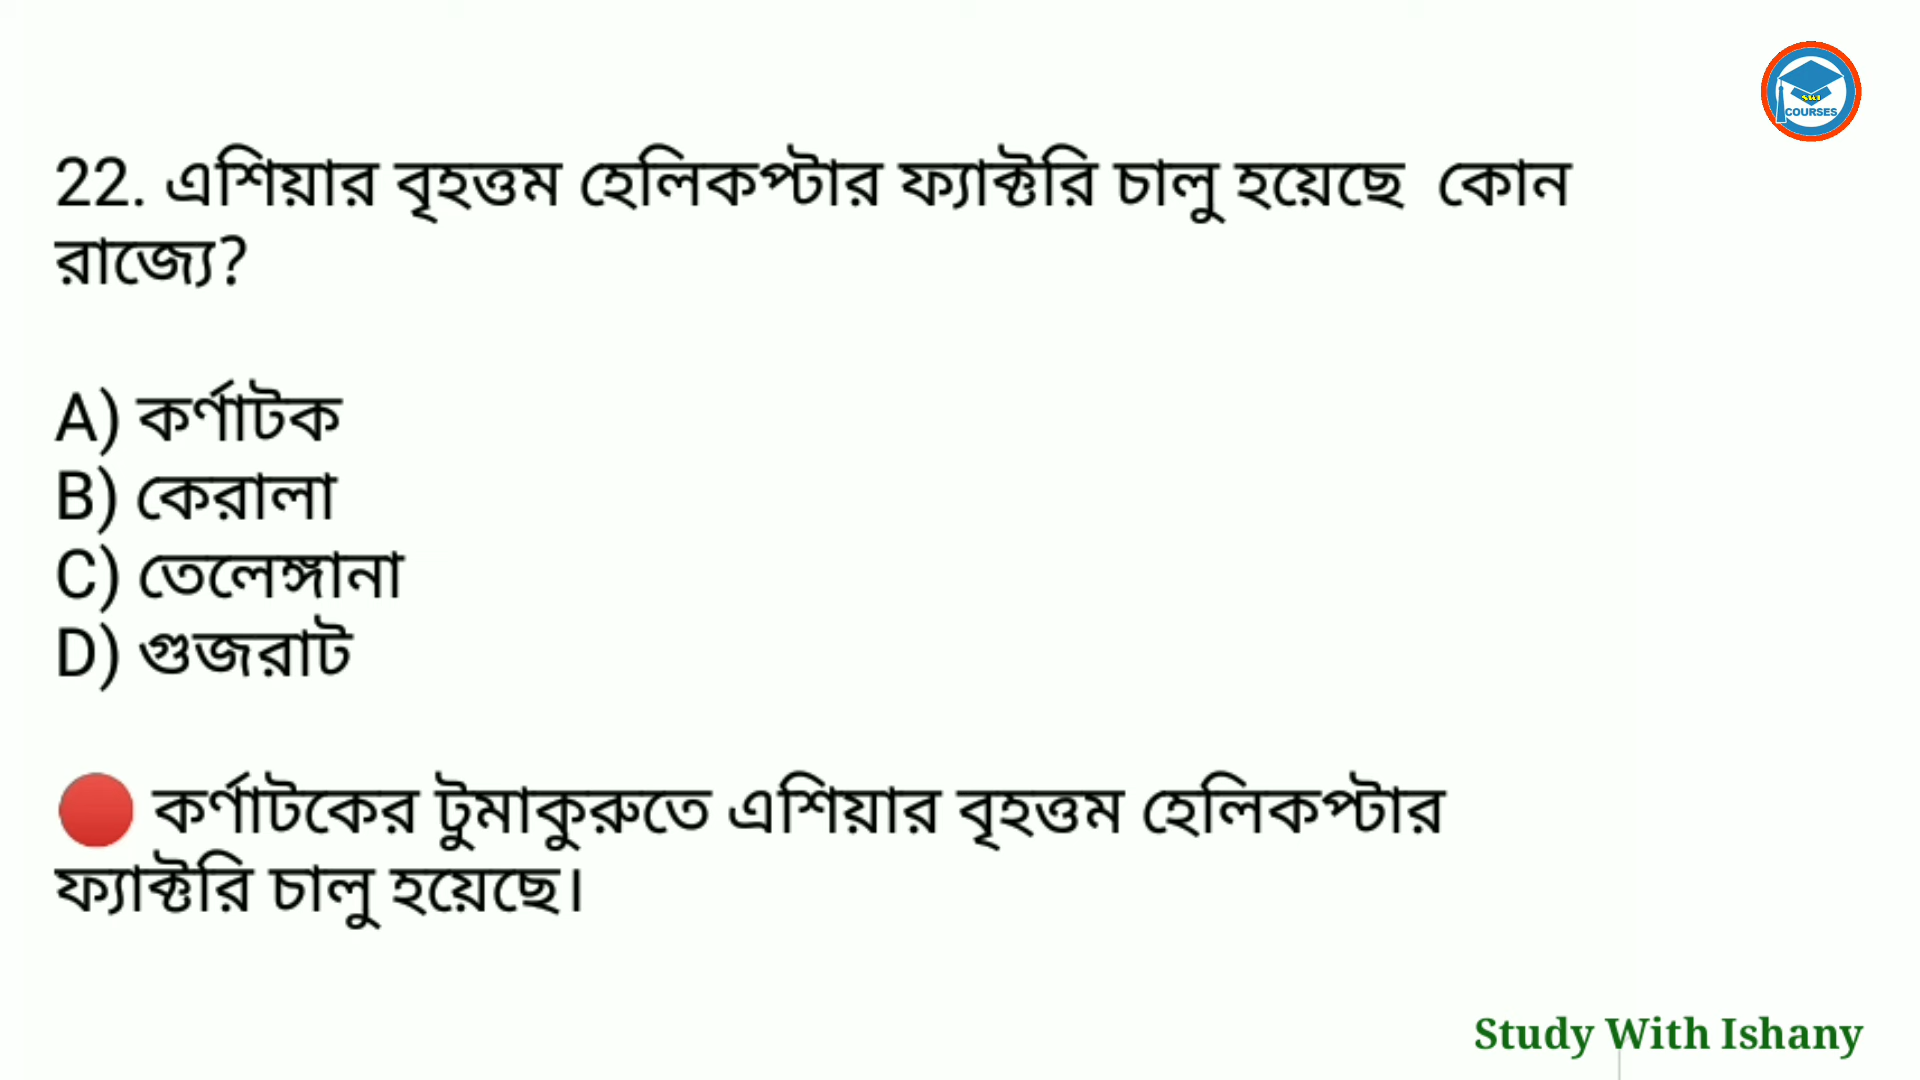 COURSES
22. এশিয়ার বৃহত্তম হেলিকপ্টার ফ্যাক্টরি চালু হয়েছে কোন
রাজ্যে?
A) কর্ণাটক
B) কেরালা
C) তেলেঙ্গানা
D) গুজরাট
🔴 কর্ণাটকের টুমাকুরুতে এশিয়ার বৃহত্তম হেলিকপ্টার
ফ্যাক্টরি চালু হয়েছে।
Study With Ishany